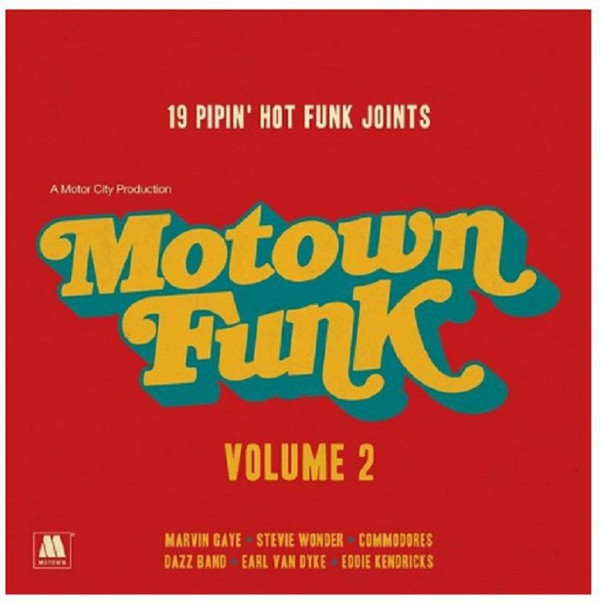 19 PIPIN' HOT FUNK JOINTS
A Motor City Production
Motown
Funk
VOLUME 2
MARVIN GAYE • STEVIE WONDER • COMMODORES
DAZZ BAND • EARL VAN DYKE • EDDIE KENDRICKS
M
MOTOWN